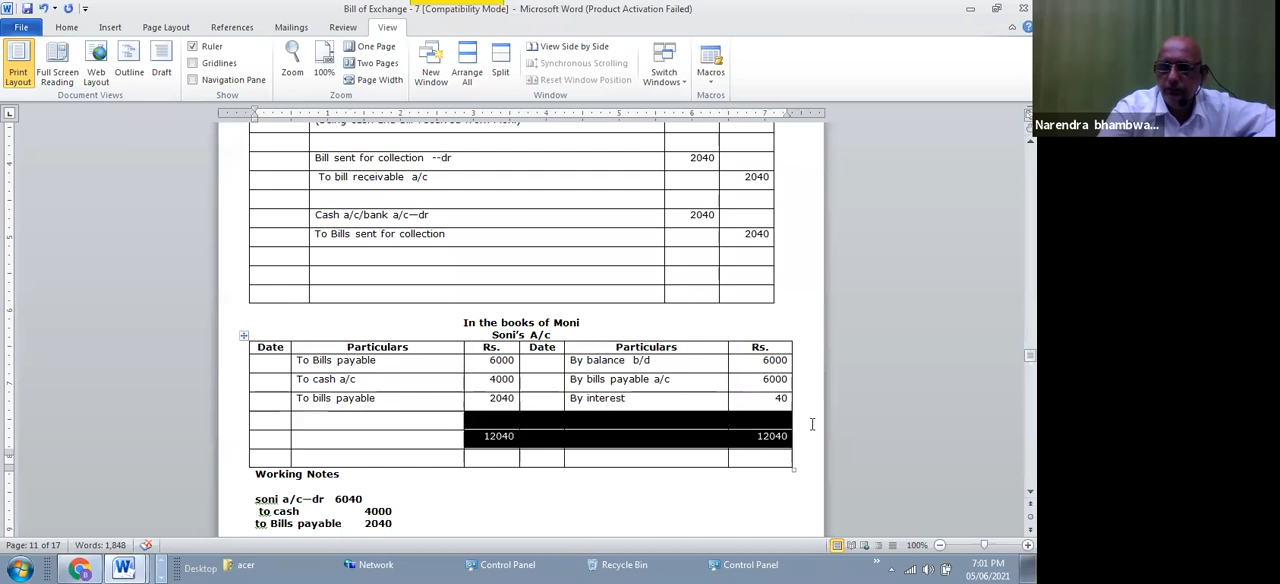 Bill of Exchange - 7 [Compatibility Mode] - Microsoft Word (Product Activation Failed)
File Home Insert Page Layout References Mailings Review View
Print Layout
Full Screen Reading
Web Layout
Outline
Draft
Document Views
Ruler
Gridlines
Navigation Pane
Show
Zoom
100%
One Page
Two Pages
Page Width
Zoom
New Window
Arrange All
Split
View Side by Side
Synchronous Scrolling
Reset Window Position
Window
Switch Windows
Macros
Macros
Narendra bhambwa...
1 2 3 4 5 6 7
Bill sent for collection --dr 2040
To bill receivable a/c 2040
Cash a/c/bank a/c—dr 2040
To Bills sent for collection 2040
In the books of Moni
Soni's A/c
Date Particulars Rs. Date Particulars Rs.
To Bills payable 6000 By balance b/d 6000
To cash a/c 4000 By bills payable a/c 6000
To bills payable 2040 By interest 40
12040 12040
Working Notes
soni a/c—dr 6040
to cash 4000
to Bills payable 2040
Page: 11 of 17 Words: 1,848 100%
Desktop acer Network Control Panel Recycle Bin Control Panel
7:01 PM
05/06/2021